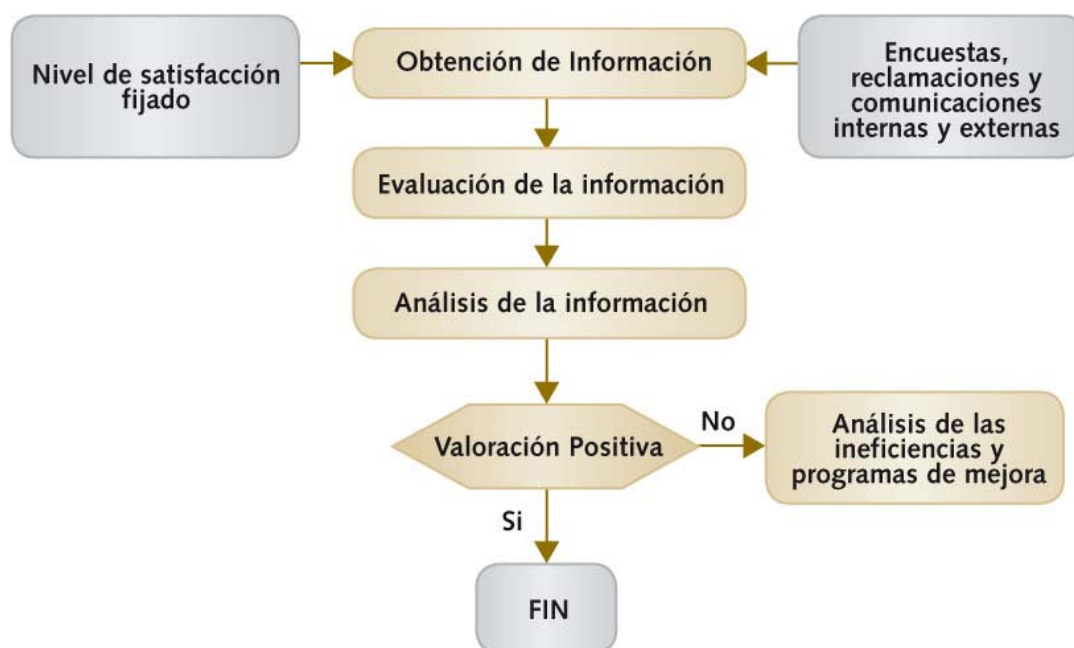 Nivel de satisfacción
fijado
Obtención de Información
Encuestas,
reclamaciones y
comunicaciones
internas y externas
Evaluación de la información
Análisis de la información
Valoración Positiva
No
Análisis de las
ineficiencias y
programas de mejora
Si
FIN